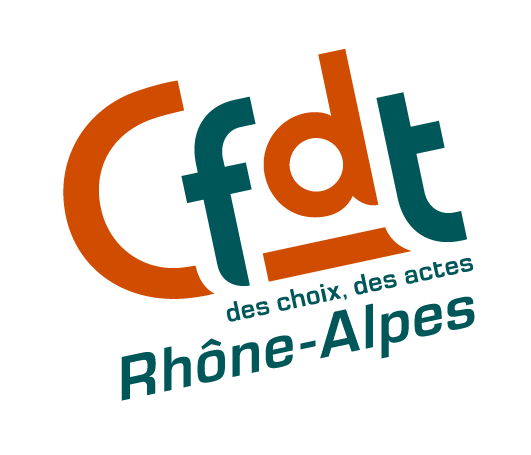 Cfdt
des choix, des actes
Rhône-Alpes